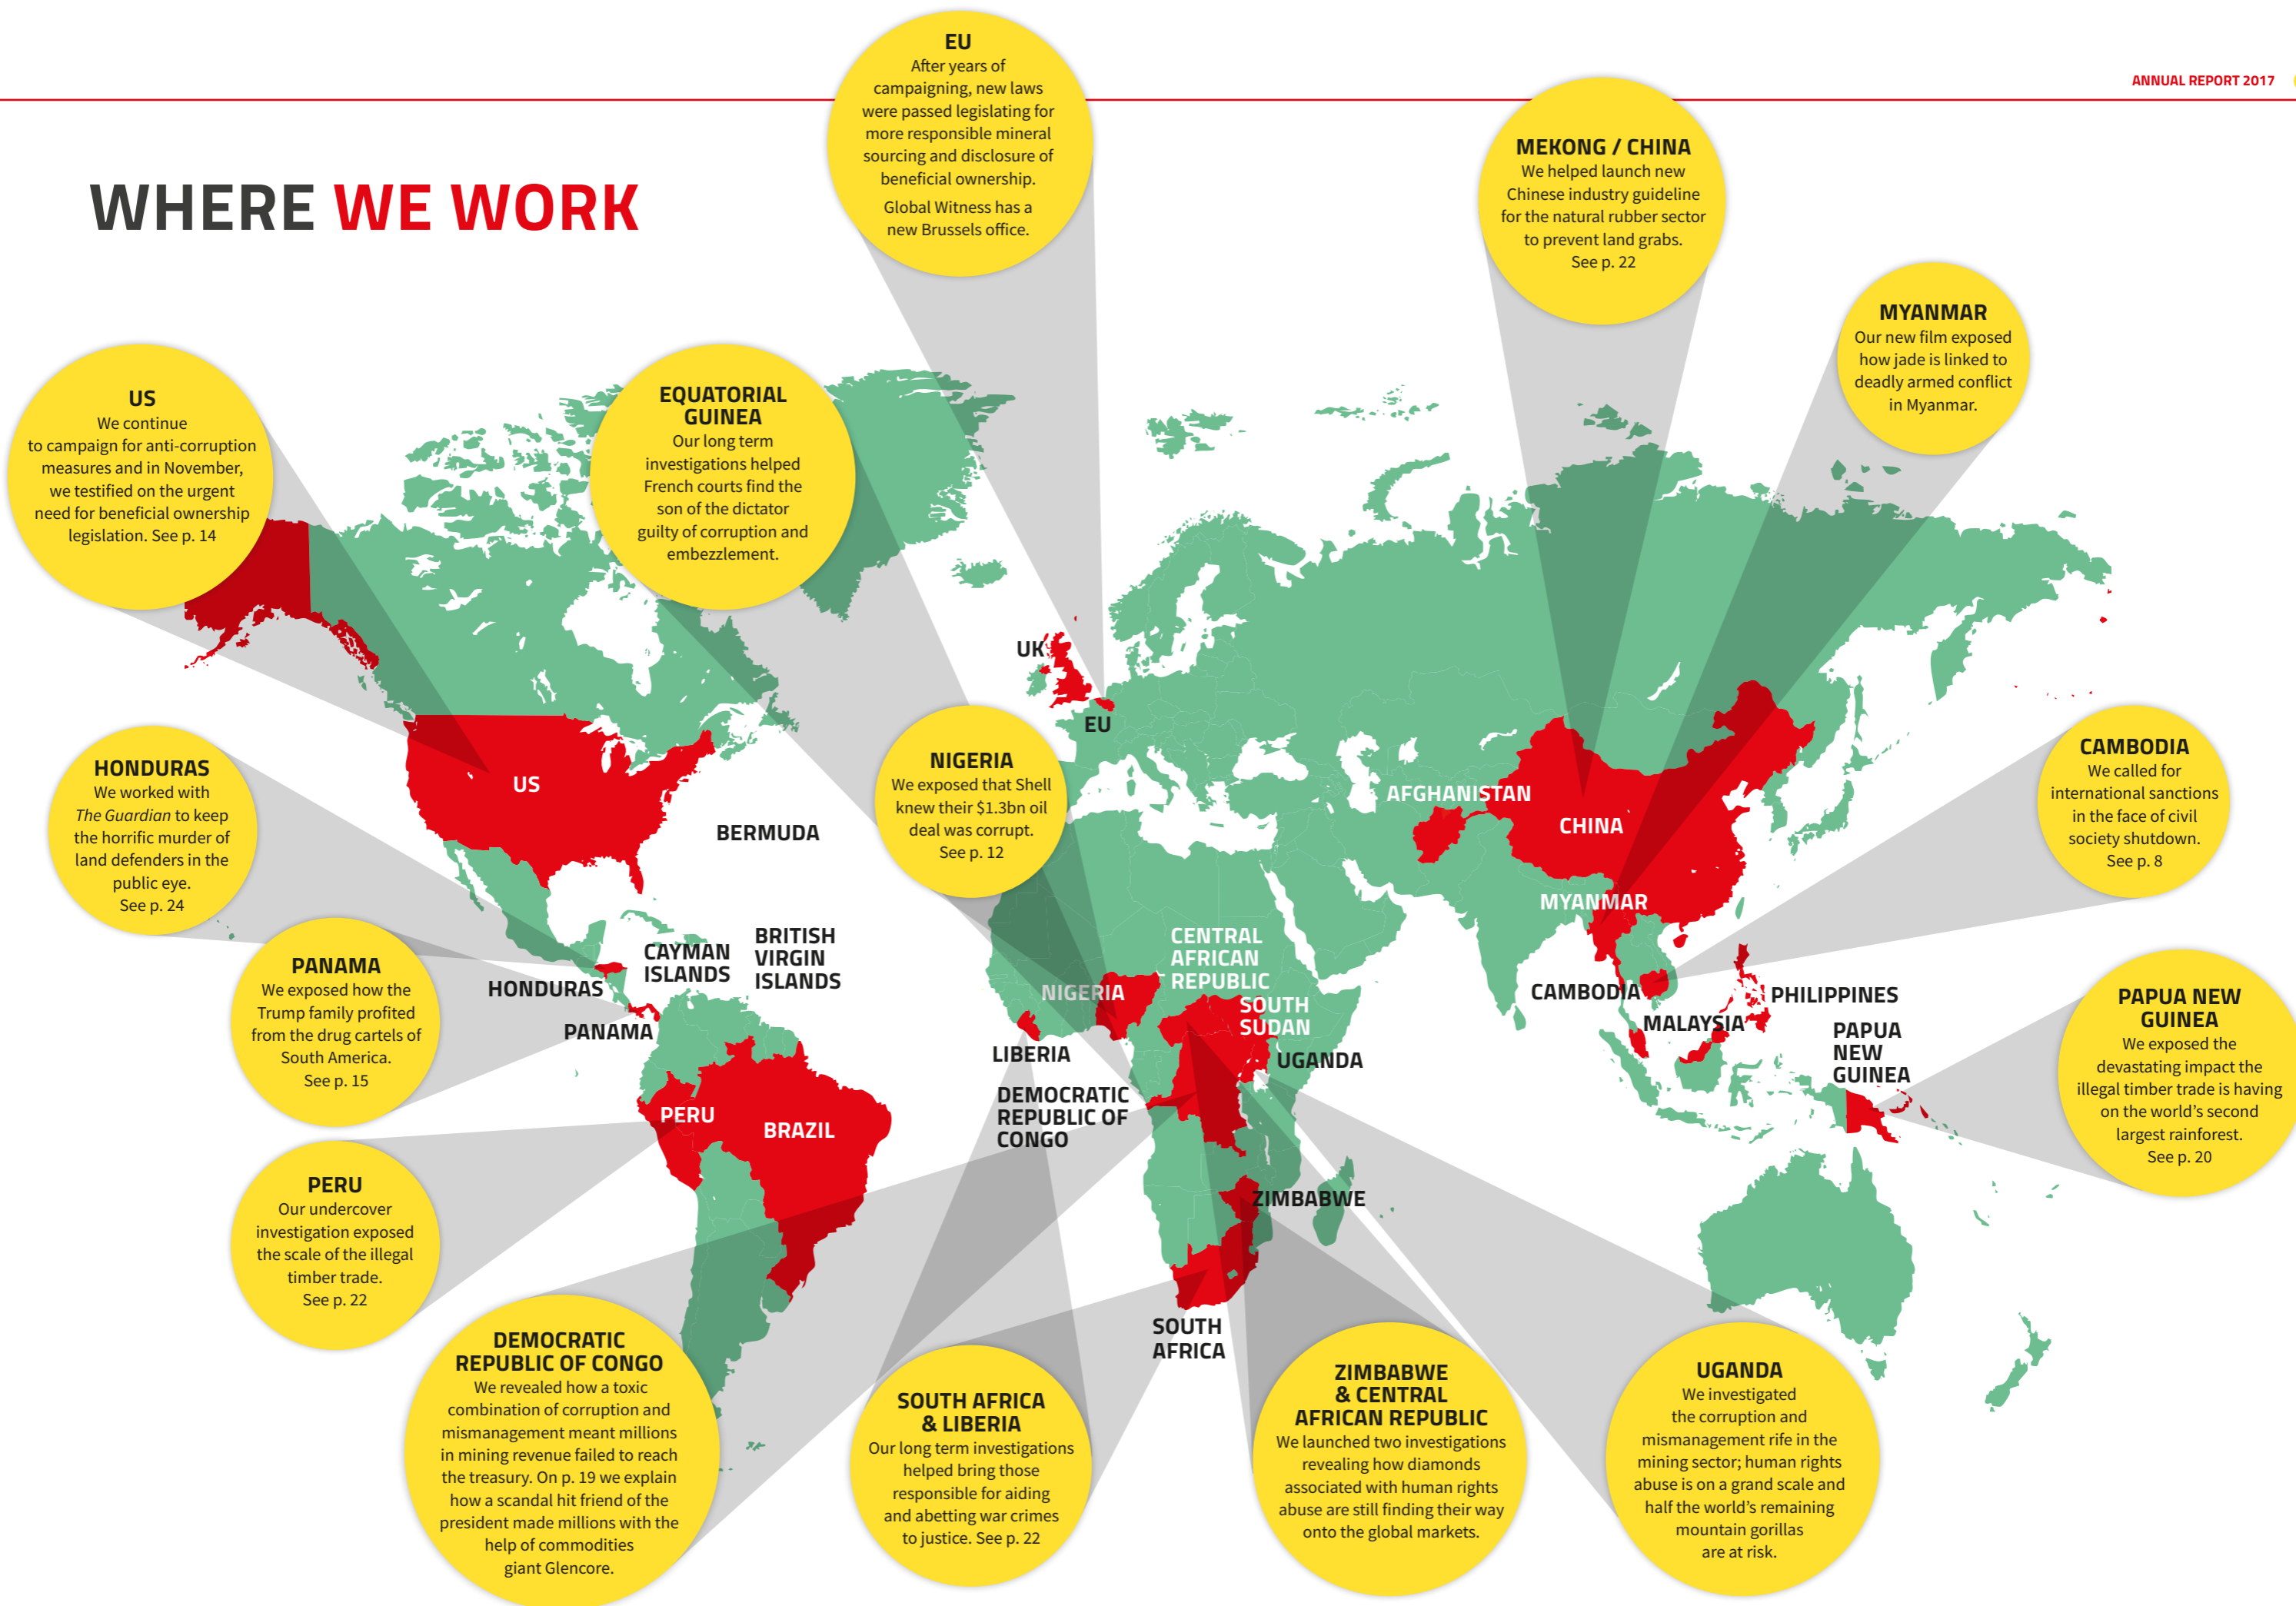 ANNUAL REPORT 2017
WHERE WE WORK
EU
After years of
campaigning, new laws
were passed legislating for
more responsible mineral
sourcing and disclosure of
beneficial ownership.
Global Witness has a
new Brussels office.
MEKONG / CHINA
We helped launch new
Chinese industry guideline
for the natural rubber sector
to prevent land grabs.
See p. 22
MYANMAR
Our new film exposed
how jade is linked to
deadly armed conflict
in Myanmar.
US
We continue
to campaign for anti-corruption
measures and in November,
we testified on the urgent
need for beneficial ownership
legislation. See p. 14
EQUATORIAL
GUINEA
Our long term
investigations helped
French courts find the
son of the dictator
guilty of corruption and
embezzlement.
HONDURAS
We worked with
The Guardian to keep
the horrific murder of
land defenders in the
public eye.
See p. 24
NIGERIA
We exposed that Shell
knew their $1.3bn oil
deal was corrupt.
See p. 12
CAMBODIA
We called for
international sanctions
in the face of civil
society shutdown.
See p. 8
PANAMA
We exposed how the
Trump family profited
from the drug cartels of
South America.
See p. 15
PAPUA NEW
GUINEA
We exposed the
devastating impact the
illegal timber trade is having
on the world's second
largest rainforest.
See p. 20
PERU
Our undercover
investigation exposed
the scale of the illegal
timber trade.
See p. 22
DEMOCRATIC
REPUBLIC OF CONGO
We revealed how a toxic
combination of corruption and
mismanagement meant millions
in mining revenue failed to reach
the treasury. On p. 19 we explain
how a scandal hit friend of the
president made millions with the
help of commodities
giant Glencore.
SOUTH AFRICA
& LIBERIA
Our long term investigations
helped bring those
responsible for aiding
and abetting war crimes
to justice. See p. 22
ZIMBABWE
& CENTRAL
AFRICAN REPUBLIC
We launched two investigations
revealing how diamonds
associated with human rights
abuse are still finding their way
onto the global markets.
UGANDA
We investigated
the corruption and
mismanagement rife in the
mining sector; human rights
abuse is on a grand scale and
half the world's remaining
mountain gorillas
are at risk.
UK
EU
US
BERMUDA
AFGHANISTAN
CHINA
MYANMAR
CAYMAN
ISLANDS
BRITISH
VIRGIN
ISLANDS
HONDURAS
PANAMA
CENTRAL
AFRICAN
REPUBLIC
NIGERIA
SOUTH
SUDAN
CAMBODIA
PHILIPPINES
MALAYSIA
PAPUA
NEW
GUINEA
LIBERIA
UGANDA
DEMOCRATIC
REPUBLIC OF
CONGO
PERU
BRAZIL
ZIMBABWE
SOUTH
AFRICA